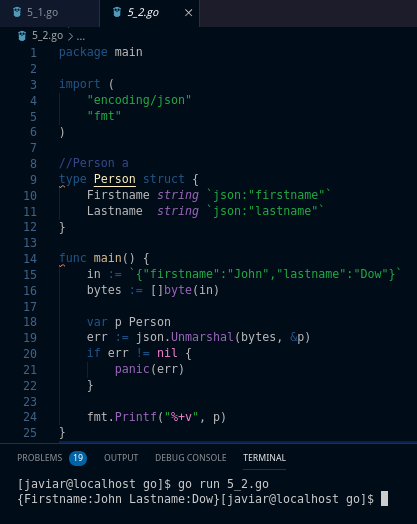 5_1.go 5_2.go ×
5_2.go > ...
1 package main
2
3 import (
4 "encoding/json"
5 "fmt"
6 )
7
8 //Person a
9 type Person struct {
10 Firstname string `json:"firstname"`
11 Lastname  string `json:"lastname"`
12 }
13
14 func main() {
15 in := `{"firstname":"John","lastname":"Dow"}`
16 bytes := []byte(in)
17
18 var p Person
19 err := json.Unmarshal(bytes, &p)
20 if err != nil {
21 panic(err)
22 }
23
24 fmt.Printf("%+v", p)
25 }
PROBLEMS 19 OUTPUT DEBUG CONSOLE TERMINAL
[javiar@localhost go]$ go run 5_2.go
{Firstname:John Lastname:Dow}[javiar@localhost go]$